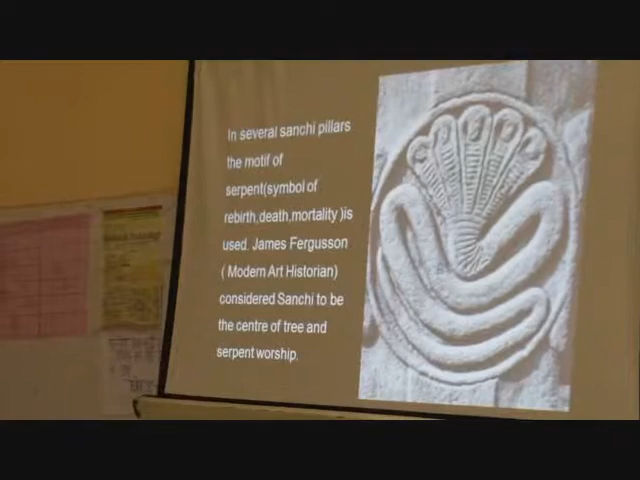 In several sanchi pillars
the motif of
serpent(symbol of
rebirth,death,mortality )is
used. James Fergusson
( Modern Art Historian)
considered Sanchi to be
the centre of tree and
serpent worship.